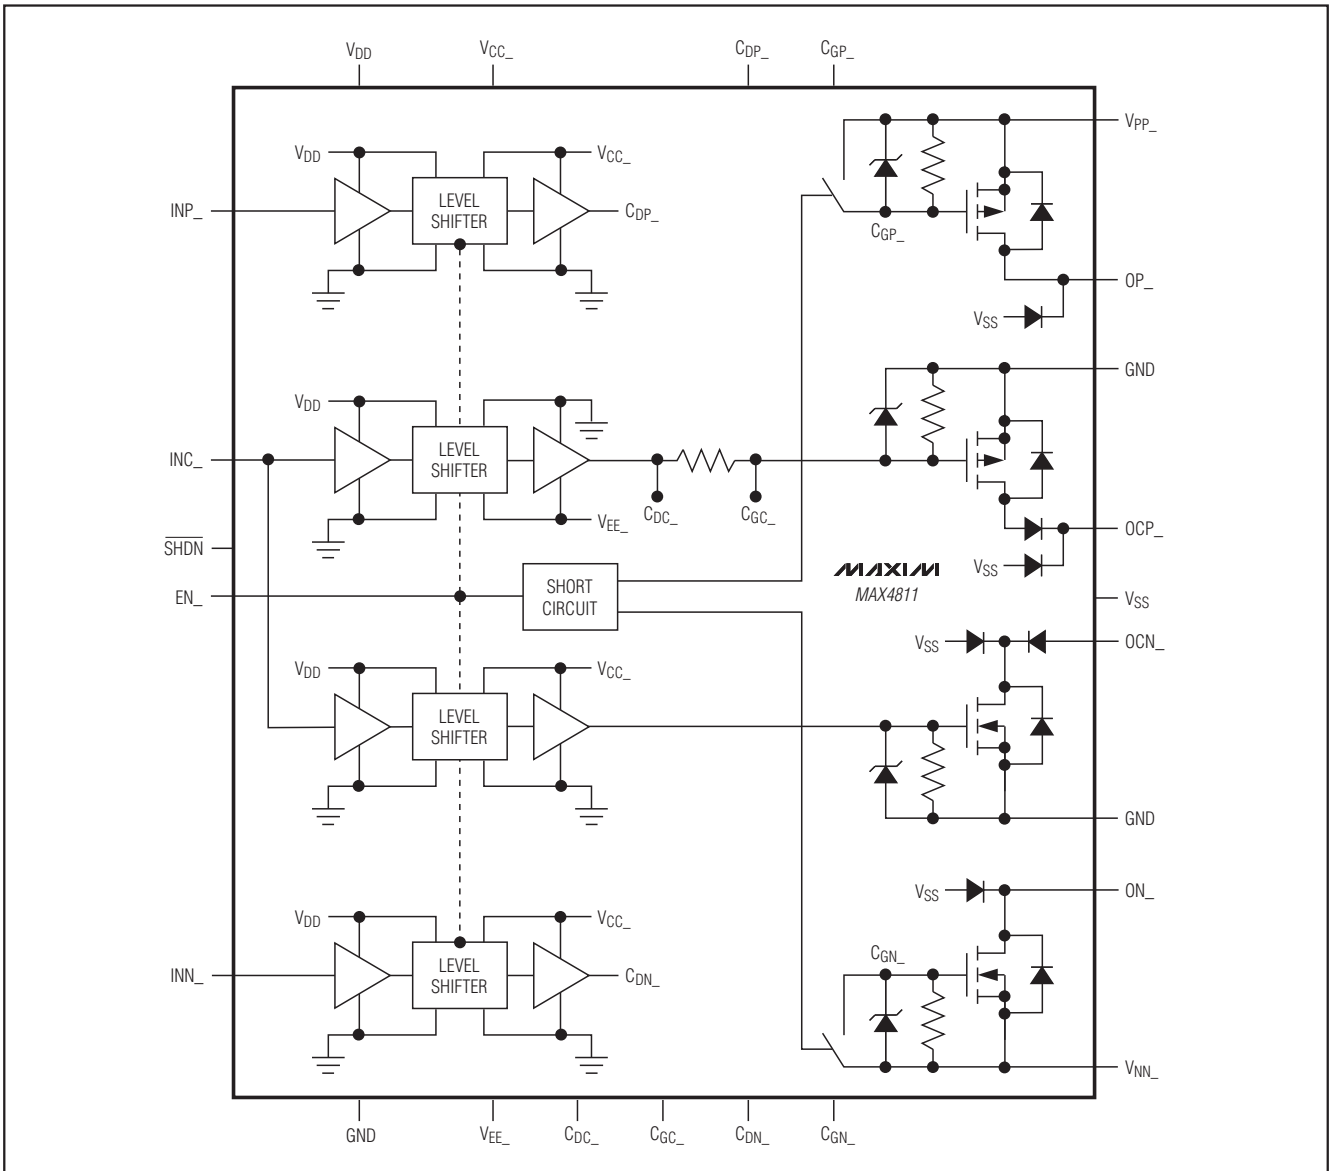 VDD VCC_ CDP_ CGP_
VPP_
VDD VCC_
LEVEL
SHIFTER
INP_ CDP_
CGP_
OP_
VSS
GND
VDD
LEVEL
SHIFTER
INC_
CDC_ CGC_
VEE_
OCP_
SHDN
VSS
MAXIM
MAX4811
SHORT
CIRCUIT
EN_
VSS
VSS OCN_
VDD VCC_
LEVEL
SHIFTER
GND
VSS ON_
VDD VCC_
CGN_
LEVEL
SHIFTER
INN_ CDN_
VNN_
GND VEE_ CDC_ CGC_ CDN_ CGN_